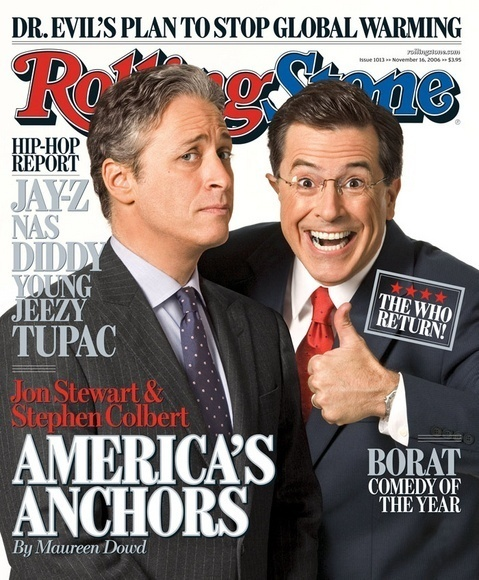 DR. EVIL'S PLAN TO STOP GLOBAL WARMING
rollingstone.com
Issue 1013 >> November 16, 2006 >> $3.95
Rolling Stone
HIP-HOP
REPORT
JAY-Z
NAS
DIDDY
YOUNG
JEEZY
TUPAC
THE WHO
RETURN!
Jon Stewart &
Stephen Colbert
AMERICA'S
ANCHORS
By Maureen Dowd
BORAT
COMEDY OF
THE YEAR